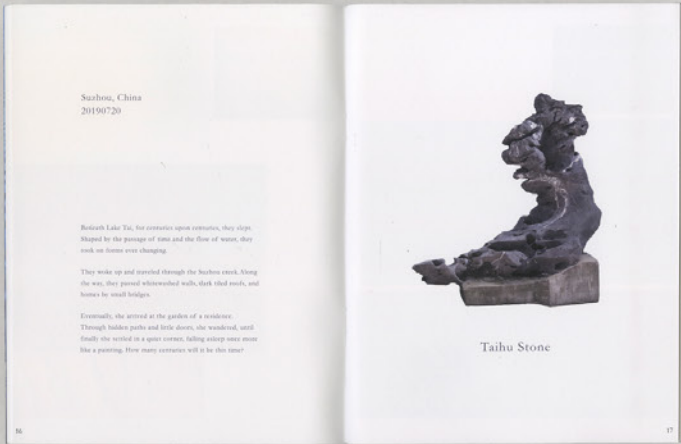 Suzhou, China
20190720
Beneath Lake Tai, for centuries upon centuries, they slept.
Shaped by the passage of time and the flow of water, they
took on forms ever changing.
They woke up and traveled through the Suzhou creek. Along
the way, they passed whitewashed walls, dark tiled roofs, and
homes by small bridges.
Eventually, she arrived at the garden of a residence.
Through hidden paths and little doors, she wandered, until
finally she settled in a quiet corner, falling asleep once more
like a painting. How many centuries will it be this time?
16
Taihu Stone
17